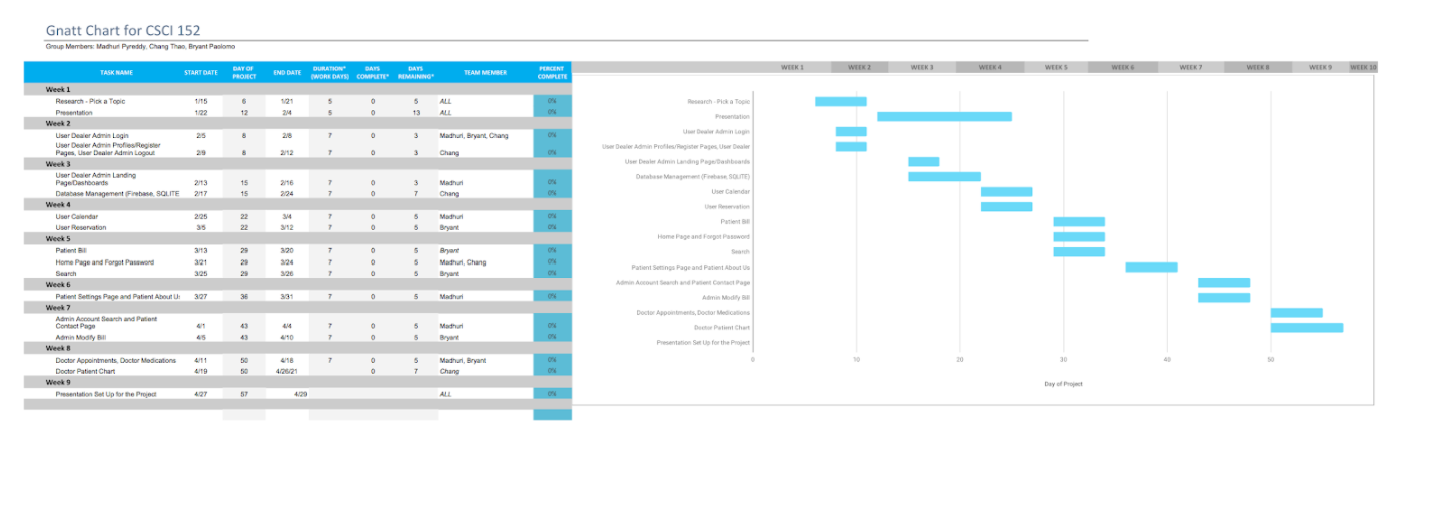 Gnatt Chart for CSCI 152
Group Members: Madhuri Pyreddy, Chang Thao, Bryant Paolomo
TASK NAME START DATE DAY OF PROJECT END DATE DURATION* (WORK DAYS) DAYS COMPLETE* DAYS REMAINING* TEAM MEMBER PERCENT COMPLETE
Week 1
Research - Pick a Topic 1/15 6 1/21 5 0 5 ALL 0%
Presentation 1/22 12 2/4 5 0 13 ALL 0%
Week 2
User Dealer Admin Login 2/5 8 2/8 7 0 3 Madhuri, Bryant, Chang 0%
User Dealer Admin Profiles/Register
Pages, User Dealer Admin Logout 2/9 8 2/12 7 0 3 Chang 0%
Week 3
User Dealer Admin Landing
Page/Dashboards 2/13 15 2/16 7 0 3 Madhuri 0%
Database Management (Firebase, SQLITE 2/17 15 2/24 7 0 7 Chang 0%
Week 4
User Calendar 2/25 22 3/4 7 0 5 Madhuri 0%
User Reservation 3/5 22 3/12 7 0 5 Bryant 0%
Week 5
Patient Bill 3/13 29 3/20 7 0 5 Bryant 0%
Home Page and Forgot Password 3/21 29 3/24 7 0 5 Madhuri, Chang 0%
Search 3/25 29 3/26 7 0 5 Bryant 0%
Week 6
Patient Settings Page and Patient About U 3/27 36 3/31 7 0 5 Madhuri 0%
Week 7
Admin Account Search and Patient
Contact Page 4/1 43 4/4 7 0 5 Madhuri 0%
Admin Modify Bill 4/5 43 4/10 7 0 5 Bryant 0%
Week 8
Doctor Appointments, Doctor Medications 4/11 50 4/18 7 0 5 Madhuri, Bryant 0%
Doctor Patient Chart 4/19 50 4/26/21 0 7 Chang 0%
Week 9
Presentation Set Up for the Project 4/27 57 4/29 ALL 0%
WEEK 1 WEEK 2 WEEK 3 WEEK 4 WEEK 5 WEEK 6 WEEK 7 WEEK 8 WEEK 9 WEEK 10
Research - Pick a Topic
Presentation
User Dealer Admin Login
User Dealer Admin Profiles/Register Pages, User Dealer
User Dealer Admin Landing Page/Dashboards
Database Management (Firebase, SQLITE)
User Calendar
User Reservation
Patient Bill
Home Page and Forgot Password
Search
Patient Settings Page and Patient About Us
Admin Account Search and Patient Contact Page
Admin Modify Bill
Doctor Appointments, Doctor Medications
Doctor Patient Chart
Presentation Set Up for the Project
0 10 20 30 40 50
Day of Project